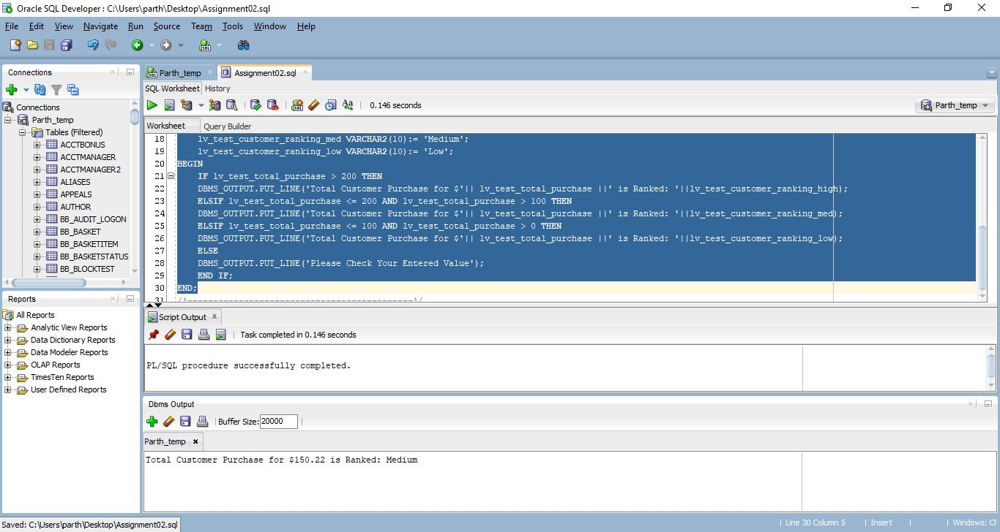 Oracle SQL Developer : C:\Users\parth\Desktop\Assignment02.sql
File Edit View Navigate Run Source Team Tools Window Help
Connections
Connections
Parth_temp
Tables (Filtered)
ACCTBONUS
ACCTMANAGER
ACCTMANAGER2
ALIASES
APPEALS
AUTHOR
BB_AUDIT_LOGON
BB_BASKET
BB_BASKETITEM
BB_BASKETSTATUS
BB_BLOCKTEST
Reports
All Reports
Analytic View Reports
Data Dictionary Reports
Data Modeler Reports
OLAP Reports
TimesTen Reports
User Defined Reports
Parth_temp Assignment02.sql
SQL Worksheet History
0.146 seconds Parth_temp
Worksheet Query Builder
18 lv_test_customer_ranking_med VARCHAR2(10):= 'Medium';
19 lv_test_customer_ranking_low VARCHAR2(10):= 'Low';
20 BEGIN
21 IF lv_test_total_purchase > 200 THEN
22 DBMS_OUTPUT.PUT_LINE('Total Customer Purchase for $'|| lv_test_total_purchase ||' is Ranked: '||lv_test_customer_ranking_high);
23 ELSIF lv_test_total_purchase <= 200 AND lv_test_total_purchase > 100 THEN
24 DBMS_OUTPUT.PUT_LINE('Total Customer Purchase for $'|| lv_test_total_purchase ||' is Ranked: '||lv_test_customer_ranking_med);
25 ELSIF lv_test_total_purchase <= 100 AND lv_test_total_purchase > 0 THEN
26 DBMS_OUTPUT.PUT_LINE('Total Customer Purchase for $'|| lv_test_total_purchase ||' is Ranked: '||lv_test_customer_ranking_low);
27 ELSE
28 DBMS_OUTPUT.PUT_LINE('Please Check Your Entered Value');
29 END IF;
30 END;
31 /*--------------------------------------------*/
Script Output
Task completed in 0.146 seconds
PL/SQL procedure successfully completed.
Dbms Output
Buffer Size: 20000
Parth_temp
Total Customer Purchase for $150.22 is Ranked: Medium
Saved: C:\Users\parth\Desktop\Assignment02.sql
Line 30 Column 5 Insert Windows: